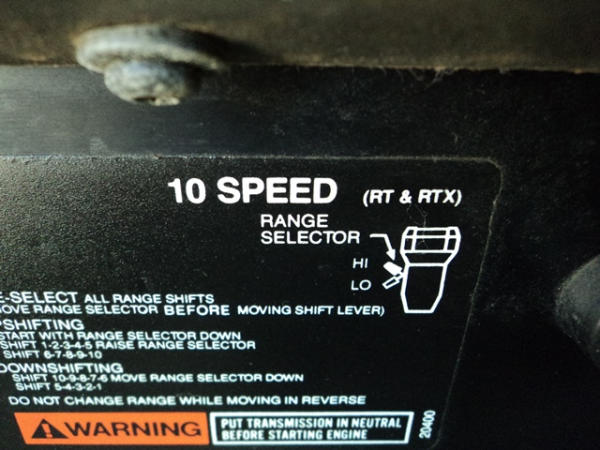 10 SPEED (RT & RTX)
RANGE
SELECTOR
HI
LO
E-SELECT ALL RANGE SHIFTS
OVE RANGE SELECTOR BEFORE MOVING SHIFT LEVER)
PSHIFTING
START WITH RANGE SELECTOR DOWN
SHIFT 1-2-3-4-5 RAISE RANGE SELECTOR
SHIFT 6-7-8-9-10
DOWNSHIFTING
SHIFT 10-9-8-7-6 MOVE RANGE SELECTOR DOWN
SHIFT 5-4-3-2-1
DO NOT CHANGE RANGE WHILE MOVING IN REVERSE
WARNING
PUT TRANSMISSION IN NEUTRAL
BEFORE STARTING ENGINE
20400